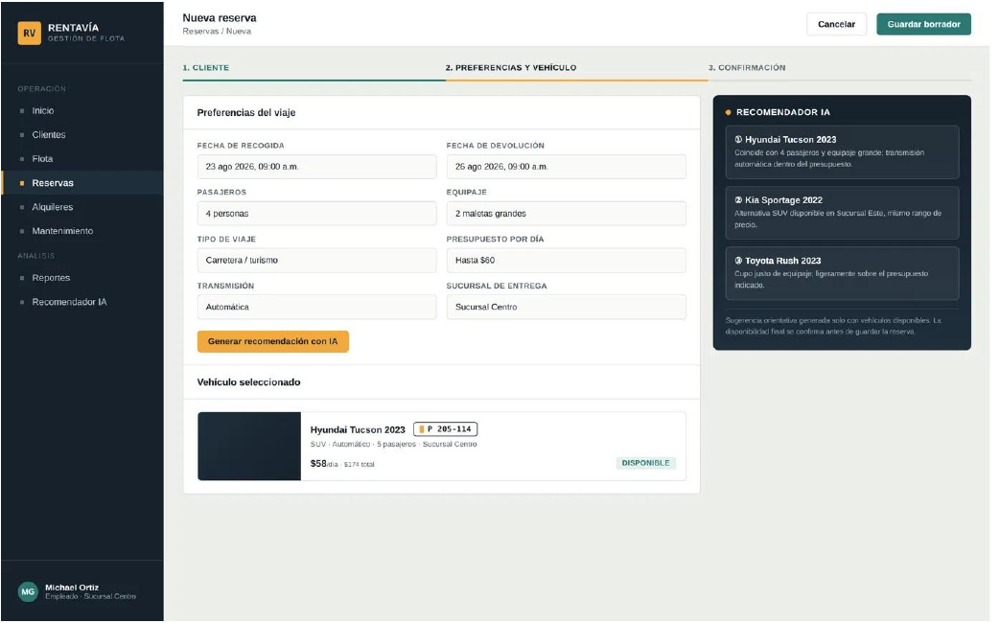 RV
RENTAVÍA
GESTIÓN DE FLOTA
OPERACIÓN
Inicio
Clientes
Flota
Reservas
Alquileres
Mantenimiento
ANALISIS
Reportes
Recomendador IA
MG
Michael Ortiz
Empleado · Sucursal Centro
Nueva reserva
Reservas / Nueva
Cancelar
Guardar borrador
1. CLIENTE
2. PREFERENCIAS Y VEHÍCULO
3. CONFIRMACIÓN
Preferencias del viaje
FECHA DE RECOGIDA
23 ago 2026, 09:00 a.m.
FECHA DE DEVOLUCIÓN
26 ago 2026, 09:00 a.m.
PASAJEROS
4 personas
EQUIPAJE
2 maletas grandes
TIPO DE VIAJE
Carretera / turismo
PRESUPUESTO POR DÍA
Hasta $60
TRANSMISIÓN
Automática
SUCURSAL DE ENTREGA
Sucursal Centro
Generar recomendación con IA
Vehículo seleccionado
Hyundai Tucson 2023
P 205-114
SUV · Automático · 5 pasajeros · Sucursal Centro
$58/día · $174 total
DISPONIBLE
RECOMENDADOR IA
① Hyundai Tucson 2023
Coincide con 4 pasajeros y equipaje grande; transmisión
automática dentro del presupuesto.
② Kia Sportage 2022
Alternativa SUV disponible en Sucursal Este, mismo rango de
precio.
③ Toyota Rush 2023
Cupo justo de equipaje; ligeramente sobre el presupuesto
indicado.
Sugerencia orientativa generada solo con vehículos disponibles. La
disponibilidad final se confirma antes de guardar la reserva.